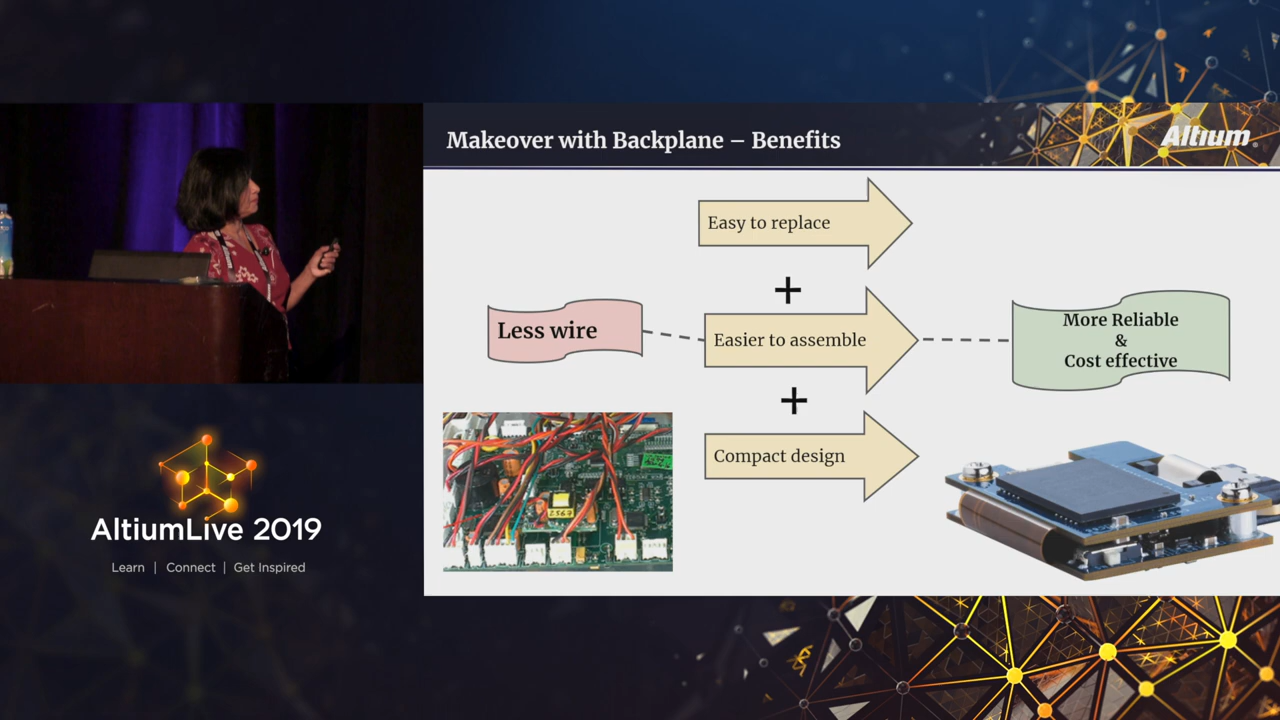 Makeover with Backplane – Benefits
Altium®
Easy to replace
+
Less wire
Easier to assemble
More Reliable
&
Cost effective
+
Compact design
2567
AltiumLive 2019
Learn | Connect | Get Inspired